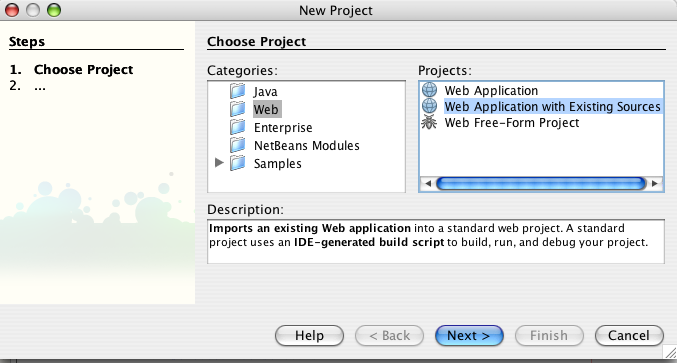 New Project
Steps
1. Choose Project
2. ...
Choose Project
Categories:
Java
Web
Enterprise
NetBeans Modules
Samples
Projects:
Web Application
Web Application with Existing Sources
Web Free-Form Project
Description:
Imports an existing Web application into a standard web project. A standard
project uses an IDE-generated build script to build, run, and debug your project.
Help
< Back
Next >
Finish
Cancel